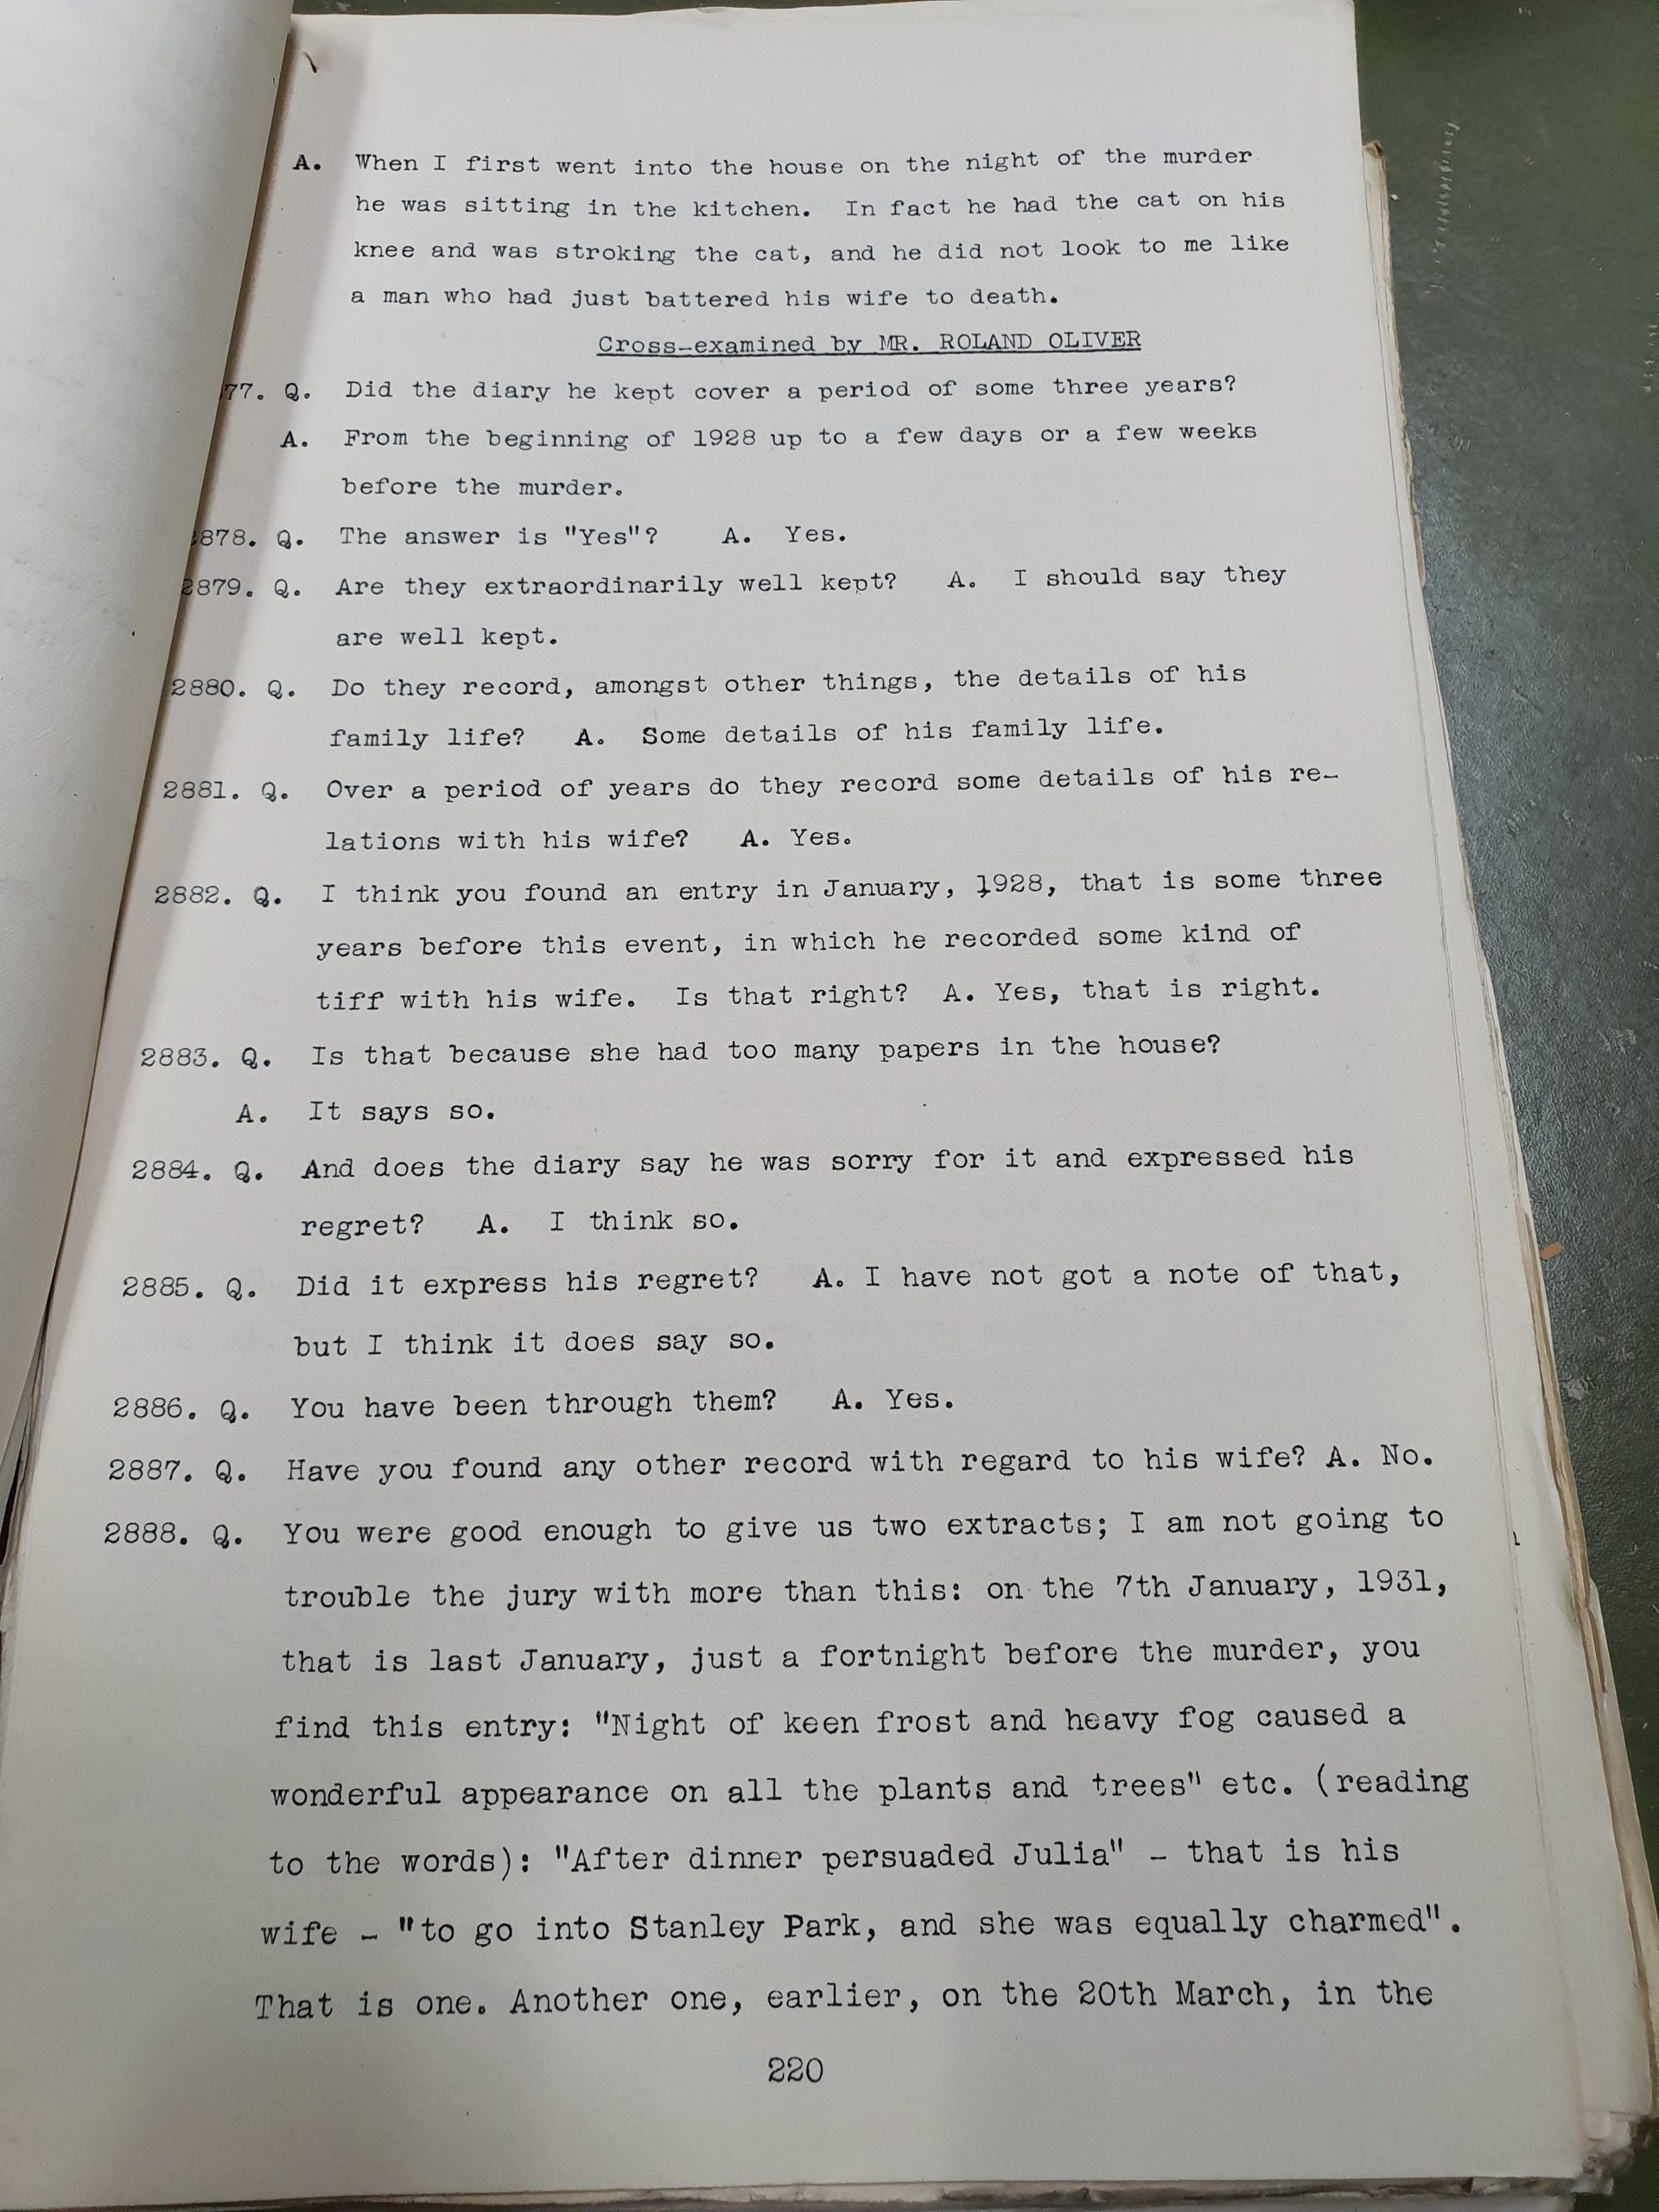 A. When I first went into the house on the night of the murder
he was sitting in the kitchen. In fact he had the cat on his
knee and was stroking the cat, and he did not look to me like
a man who had just battered his wife to death.
Cross-examined by MR. ROLAND OLIVER
77. Q. Did the diary he kept cover a period of some three years?
A. From the beginning of 1928 up to a few days or a few weeks
before the murder.
878. Q. The answer is "Yes"? A. Yes.
2879. Q. Are they extraordinarily well kept? A. I should say they
are well kept.
2880. Q. Do they record, amongst other things, the details of his
family life? A. Some details of his family life.
2881. Q. Over a period of years do they record some details of his re-
lations with his wife? A. Yes.
2882. Q. I think you found an entry in January, 1928, that is some three
years before this event, in which he recorded some kind of
tiff with his wife. Is that right? A. Yes, that is right.
2883. Q. Is that because she had too many papers in the house?
A. It says so.
2884. Q. And does the diary say he was sorry for it and expressed his
regret? A. I think so.
2885. Q. Did it express his regret? A. I have not got a note of that,
but I think it does say so.
2886. Q. You have been through them? A. Yes.
2887. Q. Have you found any other record with regard to his wife? A. No.
2888. Q. You were good enough to give us two extracts; I am not going to
trouble the jury with more than this: on the 7th January, 1931,
that is last January, just a fortnight before the murder, you
find this entry: "Night of keen frost and heavy fog caused a
wonderful appearance on all the plants and trees" etc. (reading
to the words): "After dinner persuaded Julia" - that is his
wife - "to go into Stanley Park, and she was equally charmed".
That is one. Another one, earlier, on the 20th March, in the
220